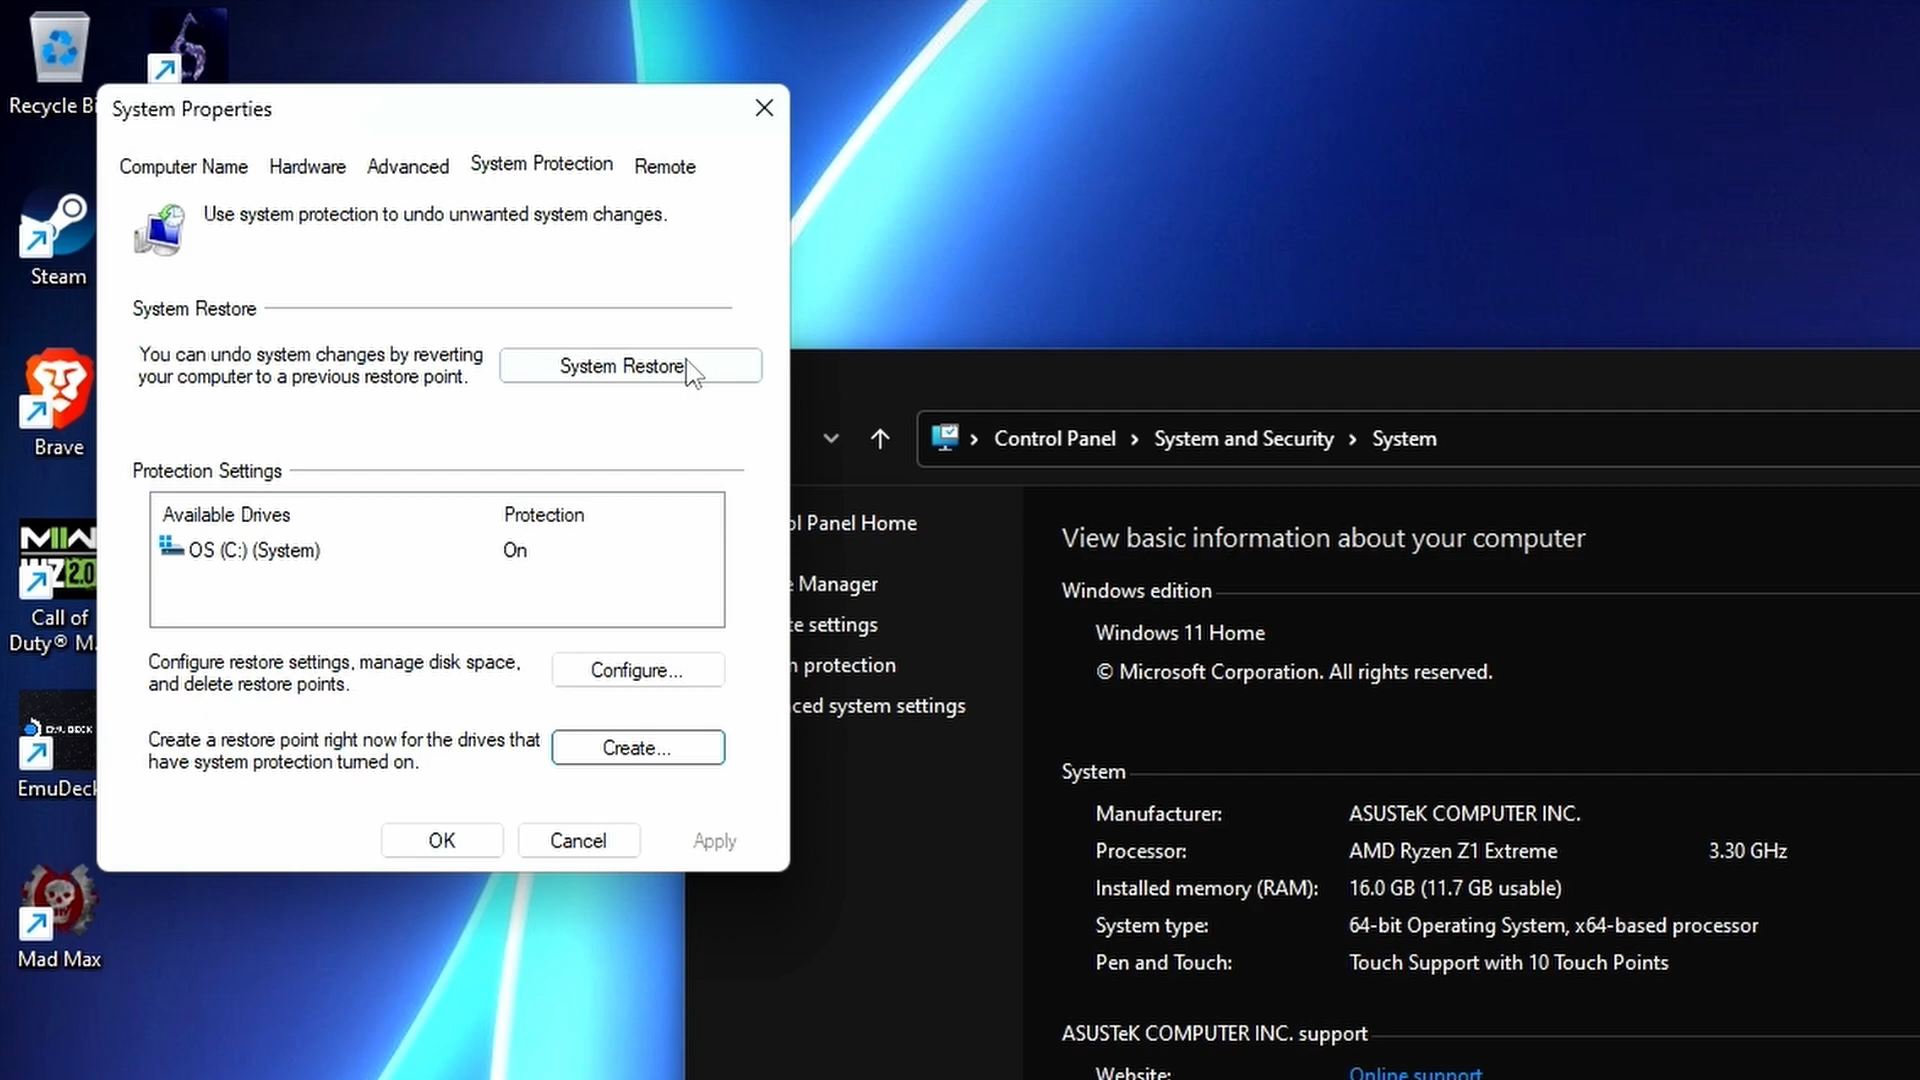 Recycle Bi
System Properties
Computer Name Hardware Advanced System Protection Remote
Use system protection to undo unwanted system changes.
Steam
System Restore
You can undo system changes by reverting
your computer to a previous restore point.
System Restore
Brave
Protection Settings
Available Drives Protection
OS (C:) (System) On
MW
WZ 2.0
Call of
Duty® M
Configure restore settings, manage disk space,
and delete restore points.
Configure...
Create a restore point right now for the drives that
have system protection turned on.
Create...
EmuDeck
OK Cancel Apply
Mad Max
Control Panel › System and Security › System
ol Panel Home
Manager
te settings
n protection
ced system settings
View basic information about your computer
Windows edition
Windows 11 Home
© Microsoft Corporation. All rights reserved.
System
Manufacturer: ASUSTeK COMPUTER INC.
Processor: AMD Ryzen Z1 Extreme 3.30 GHz
Installed memory (RAM): 16.0 GB (11.7 GB usable)
System type: 64-bit Operating System, x64-based processor
Pen and Touch: Touch Support with 10 Touch Points
ASUSTeK COMPUTER INC. support
Website: Online support